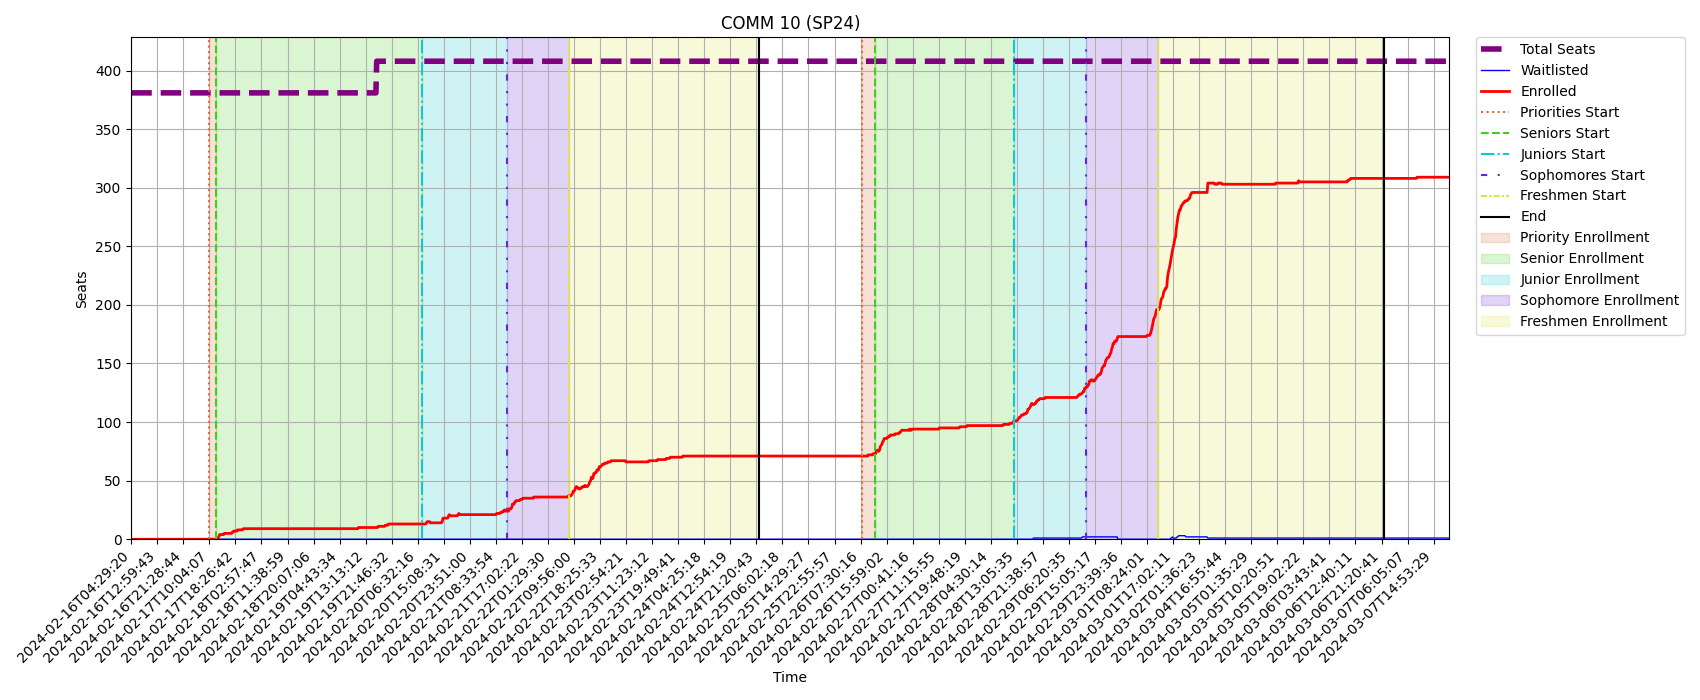 COMM 10 (SP24)
Seats
400
350
300
250
200
150
100
50
0
2024-02-16T04:29:20
2024-02-16T12:59:43
2024-02-16T21:28:44
2024-02-17T10:04:07
2024-02-17T18:26:42
2024-02-18T02:57:47
2024-02-18T11:38:59
2024-02-18T20:07:06
2024-02-19T04:43:34
2024-02-19T13:13:12
2024-02-19T21:46:32
2024-02-20T06:32:16
2024-02-20T15:08:31
2024-02-20T23:51:00
2024-02-21T08:33:54
2024-02-21T17:02:22
2024-02-22T01:29:30
2024-02-22T09:56:00
2024-02-22T18:25:33
2024-02-23T02:54:21
2024-02-23T11:23:12
2024-02-23T19:49:41
2024-02-24T04:25:18
2024-02-24T12:54:19
2024-02-24T21:20:43
2024-02-25T06:02:18
2024-02-25T14:29:27
2024-02-25T22:55:57
2024-02-26T07:30:16
2024-02-26T15:59:02
2024-02-27T00:41:16
2024-02-27T11:15:55
2024-02-27T19:48:19
2024-02-28T04:30:14
2024-02-28T13:05:35
2024-02-28T21:38:57
2024-02-29T06:20:35
2024-02-29T15:05:17
2024-02-29T23:39:36
2024-03-01T08:24:01
2024-03-01T17:02:11
2024-03-02T01:36:23
2024-03-04T16:55:44
2024-03-05T01:35:29
2024-03-05T10:20:51
2024-03-05T19:02:22
2024-03-06T03:43:41
2024-03-06T12:40:11
2024-03-06T21:20:41
2024-03-07T06:05:07
2024-03-07T14:53:29
Time
Total Seats
Waitlisted
Enrolled
Priorities Start
Seniors Start
Juniors Start
Sophomores Start
Freshmen Start
End
Priority Enrollment
Senior Enrollment
Junior Enrollment
Sophomore Enrollment
Freshmen Enrollment